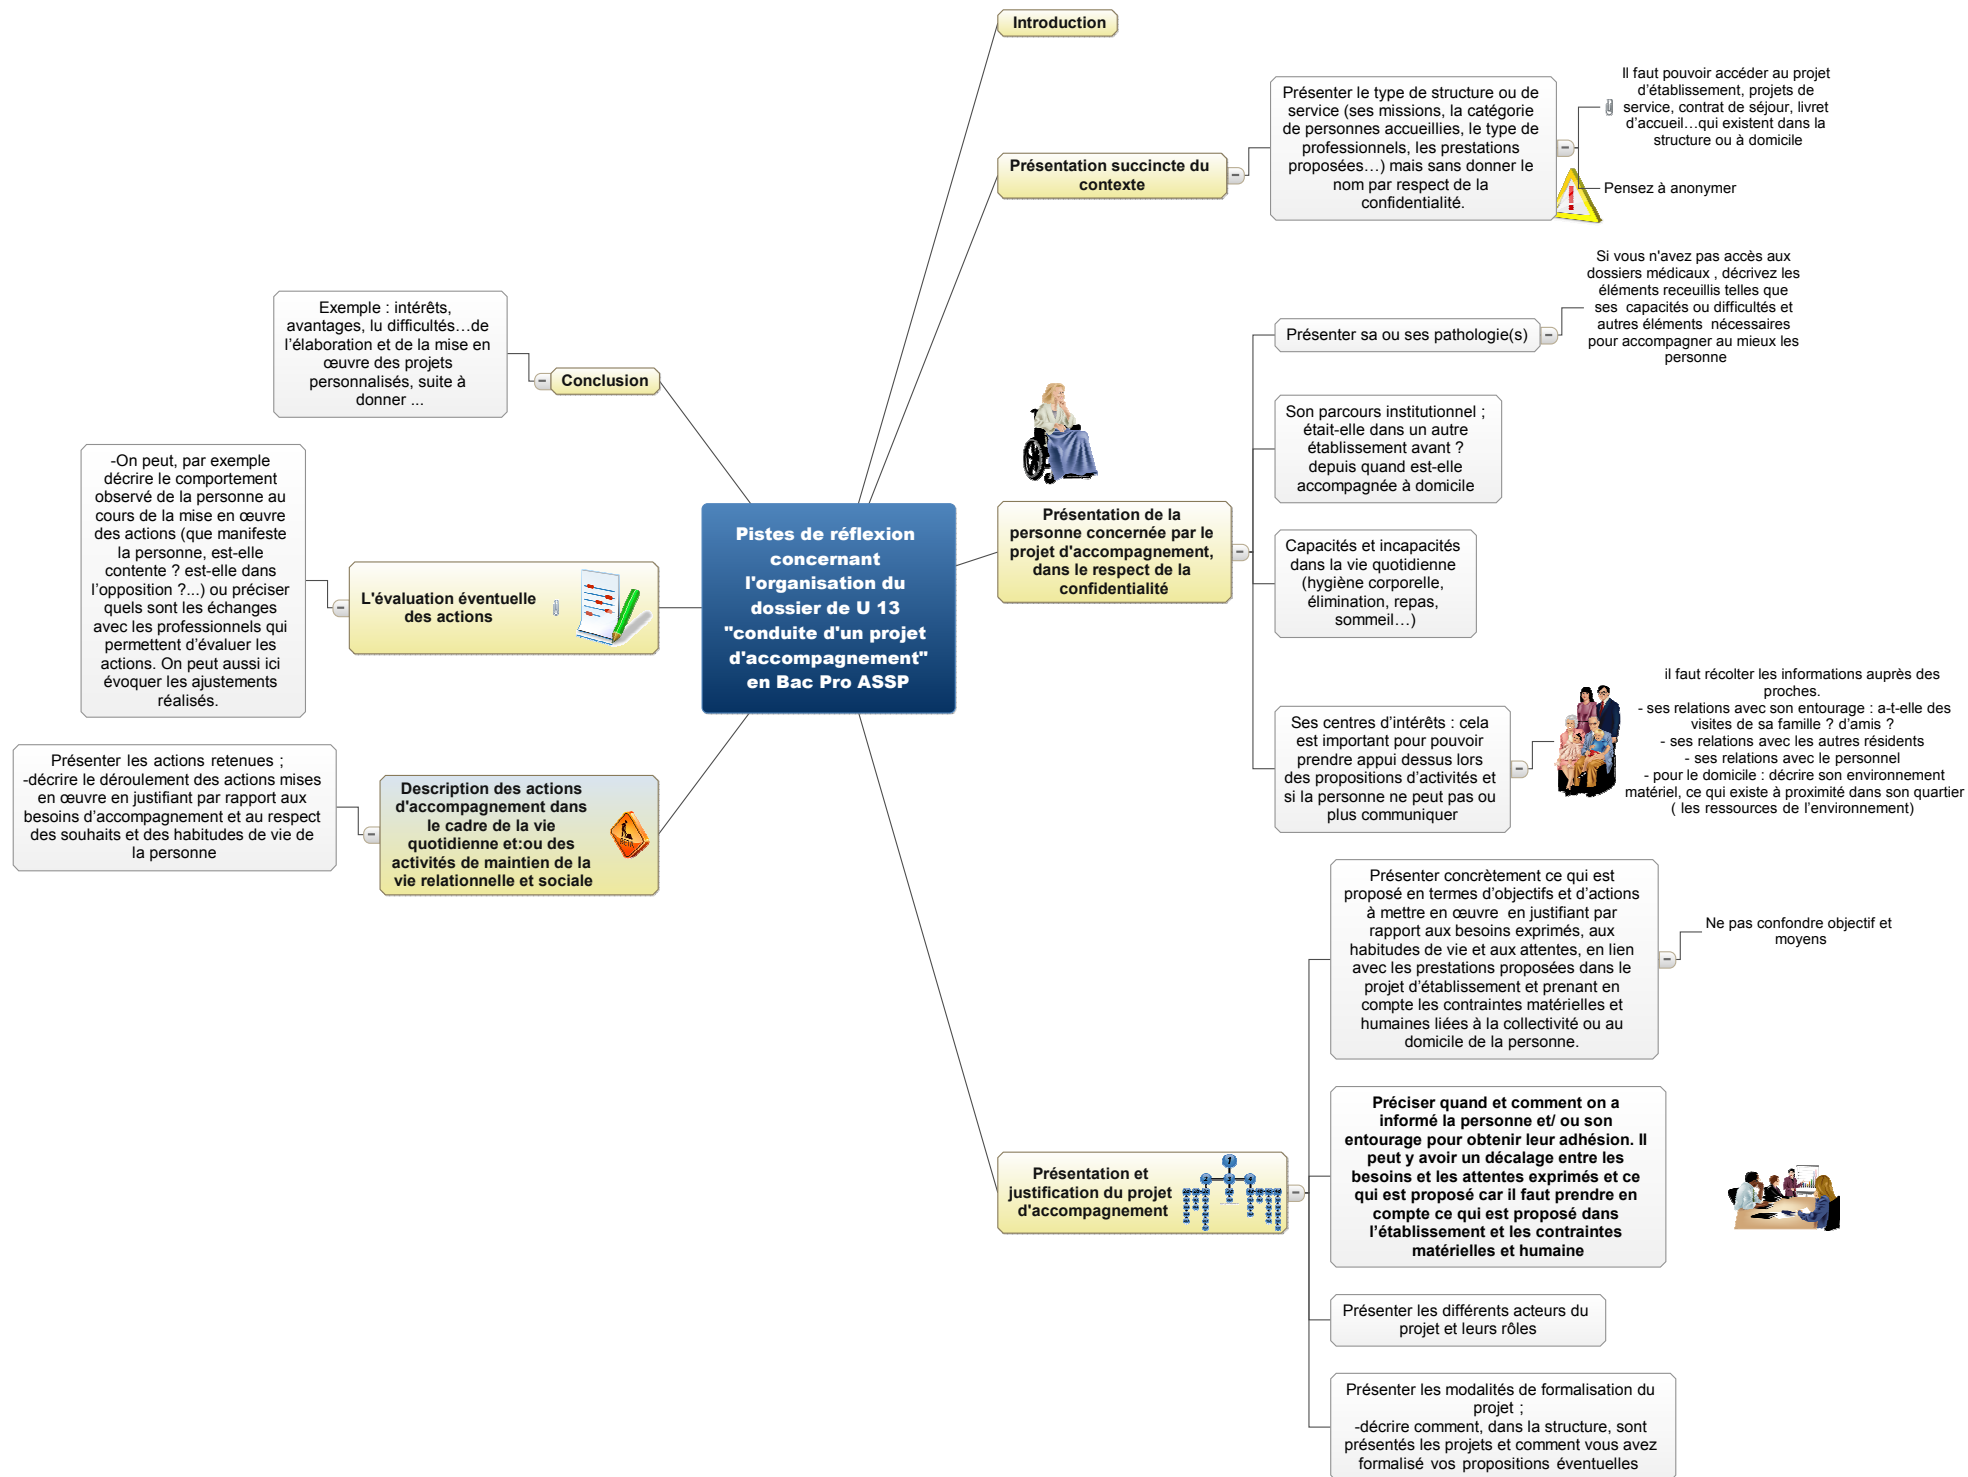 Introduction
Présentation succincte du
contexte
Présenter le type de structure ou de
service (ses missions, la catégorie
de personnes accueillies, le type de
professionnels, les prestations
proposées…) mais sans donner le
nom par respect de la
confidentialité.
Il faut pouvoir accéder au projet
d'établissement, projets de
service, contrat de séjour, livret
d'accueil…qui existent dans la
structure ou à domicile
Pensez à anonymer
Présentation de la
personne concernée par le
projet d'accompagnement,
dans le respect de la
confidentialité
Présenter sa ou ses pathologie(s)
Si vous n'avez pas accès aux
dossiers médicaux , décrivez les
éléments receuillis telles que
ses  capacités ou difficultés et
autres éléments  nécessaires
pour accompagner au mieux les
personne
Son parcours institutionnel ;
était-elle dans un autre
établissement avant ?
depuis quand est-elle
accompagnée à domicile
Capacités et incapacités
dans la vie quotidienne
(hygiène corporelle,
élimination, repas,
sommeil…)
Ses centres d'intérêts : cela
est important pour pouvoir
prendre appui dessus lors
des propositions d'activités et
si la personne ne peut pas ou
plus communiquer
il faut récolter les informations auprès des
proches.
- ses relations avec son entourage : a-t-elle des
visites de sa famille ? d'amis ?
- ses relations avec les autres résidents
- ses relations avec le personnel
- pour le domicile : décrire son environnement
matériel, ce qui existe à proximité dans son quartier
( les ressources de l'environnement)
Présentation et
justification du projet
d'accompagnement
Présenter concrètement ce qui est
proposé en termes d'objectifs et d'actions
à mettre en œuvre  en justifiant par
rapport aux besoins exprimés, aux
habitudes de vie et aux attentes, en lien
avec les prestations proposées dans le
projet d'établissement et prenant en
compte les contraintes matérielles et
humaines liées à la collectivité ou au
domicile de la personne.
Ne pas confondre objectif et
moyens
Préciser quand et comment on a
informé la personne et/ ou son
entourage pour obtenir leur adhésion. Il
peut y avoir un décalage entre les
besoins et les attentes exprimés et ce
qui est proposé car il faut prendre en
compte ce qui est proposé dans
l'établissement et les contraintes
matérielles et humaine
Présenter les différents acteurs du
projet et leurs rôles
Présenter les modalités de formalisation du
projet ;
-décrire comment, dans la structure, sont
présentés les projets et comment vous avez
formalisé vos propositions éventuelles
Pistes de réflexion
concernant
l'organisation du
dossier de U 13
"conduite d'un projet
d'accompagnement"
en Bac Pro ASSP
Description des actions
d'accompagnement dans
le cadre de la vie
quotidienne et:ou des
activités de maintien de la
vie relationnelle et sociale
Présenter les actions retenues ;
-décrire le déroulement des actions mises
en œuvre en justifiant par rapport aux
besoins d'accompagnement et au respect
des souhaits et des habitudes de vie de
la personne
L'évaluation éventuelle
des actions
-On peut, par exemple
décrire le comportement
observé de la personne au
cours de la mise en œuvre
des actions (que manifeste
la personne, est-elle
contente ? est-elle dans
l'opposition ?...) ou préciser
quels sont les échanges
avec les professionnels qui
permettent d'évaluer les
actions. On peut aussi ici
évoquer les ajustements
réalisés.
Conclusion
Exemple : intérêts,
avantages, lu difficultés…de
l'élaboration et de la mise en
œuvre des projets
personnalisés, suite à
donner ...